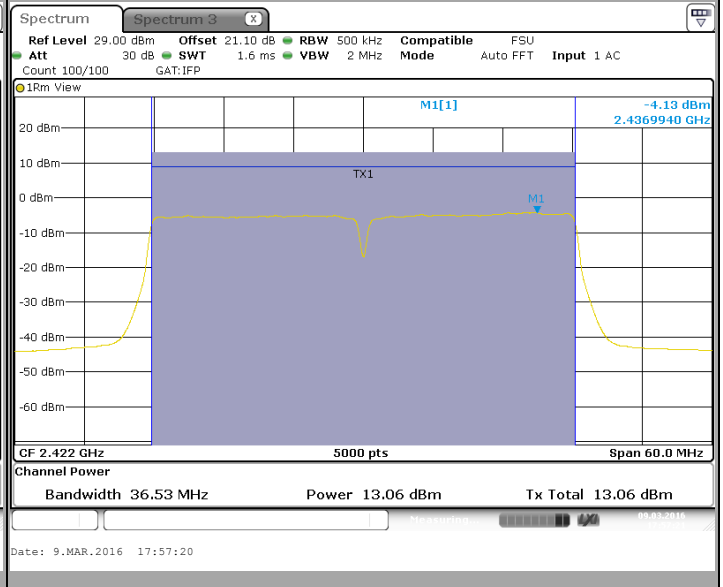 Spectrum Spectrum 3 X
Ref Level 29.00 dBm Offset 21.10 dB RBW 500 kHz Compatible FSU
Att 30 dB SWT 1.6 ms VBW 2 MHz Mode Auto FFT Input 1 AC
Count 100/100 GAT:IFP
1Rm View
M1[1] -4.13 dBm
2.4369940 GHz
20 dBm
10 dBm
TX1
0 dBm
M1
-10 dBm
-20 dBm
-30 dBm
-40 dBm
-50 dBm
-60 dBm
CF 2.422 GHz 5000 pts Span 60.0 MHz
Channel Power
Bandwidth 36.53 MHz Power 13.06 dBm Tx Total 13.06 dBm
Measuring... 09.03.2016
Date: 9.MAR.2016 17:57:20